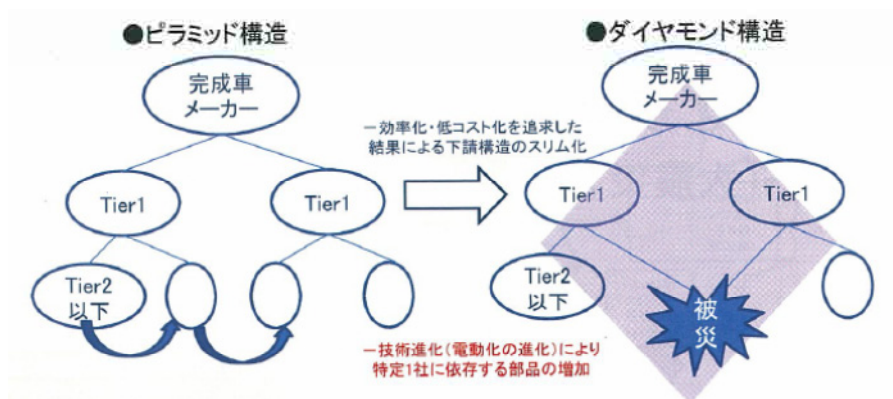 ●ピラミッド構造
完成車
メーカー
Tier1
Tier1
Tier2
以下
－効率化・低コスト化を追求した
結果による下請構造のスリム化
－技術進化(電動化の進化)により
特定1社に依存する部品の増加
●ダイヤモンド構造
完成車
メーカー
Tier1
Tier1
Tier2
以下
被
災